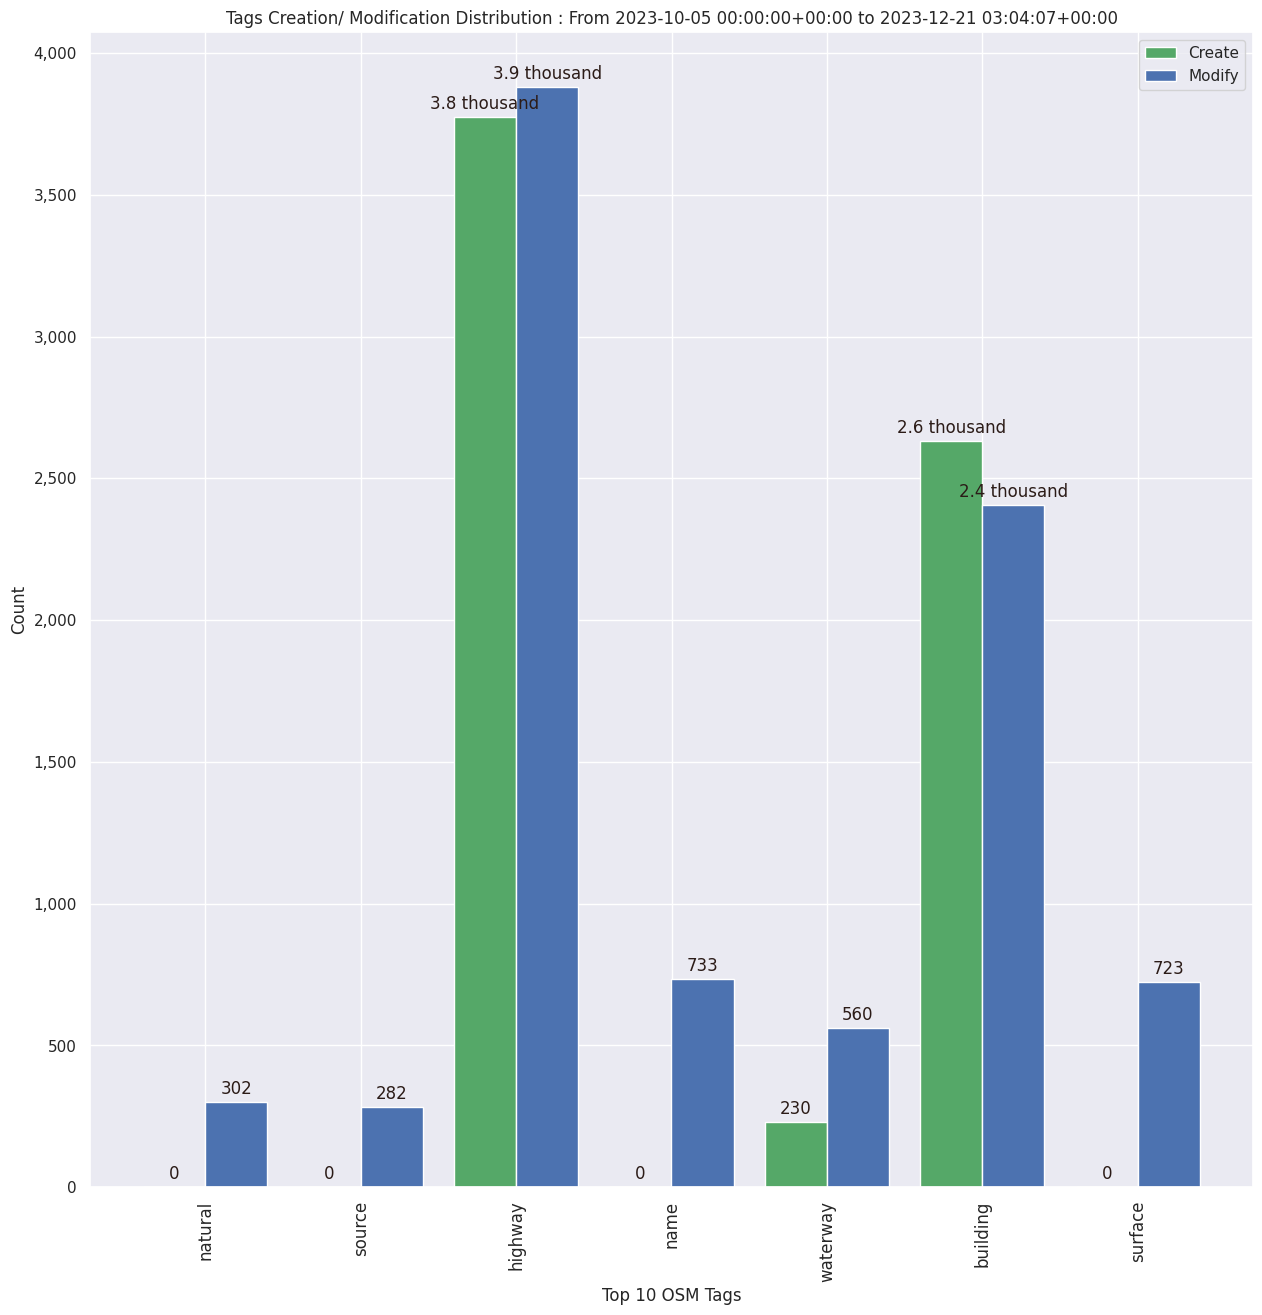 Tags Creation/ Modification Distribution : From 2023-10-05 00:00:00+00:00 to 2023-12-21 03:04:07+00:00
Create
Modify
4,000
3,500
3,000
2,500
2,000
1,500
1,000
500
0
Count
0
302
0
282
3.8 thousand
3.9 thousand
0
733
230
560
2.6 thousand
2.4 thousand
0
723
natural
source
highway
name
waterway
building
surface
Top 10 OSM Tags